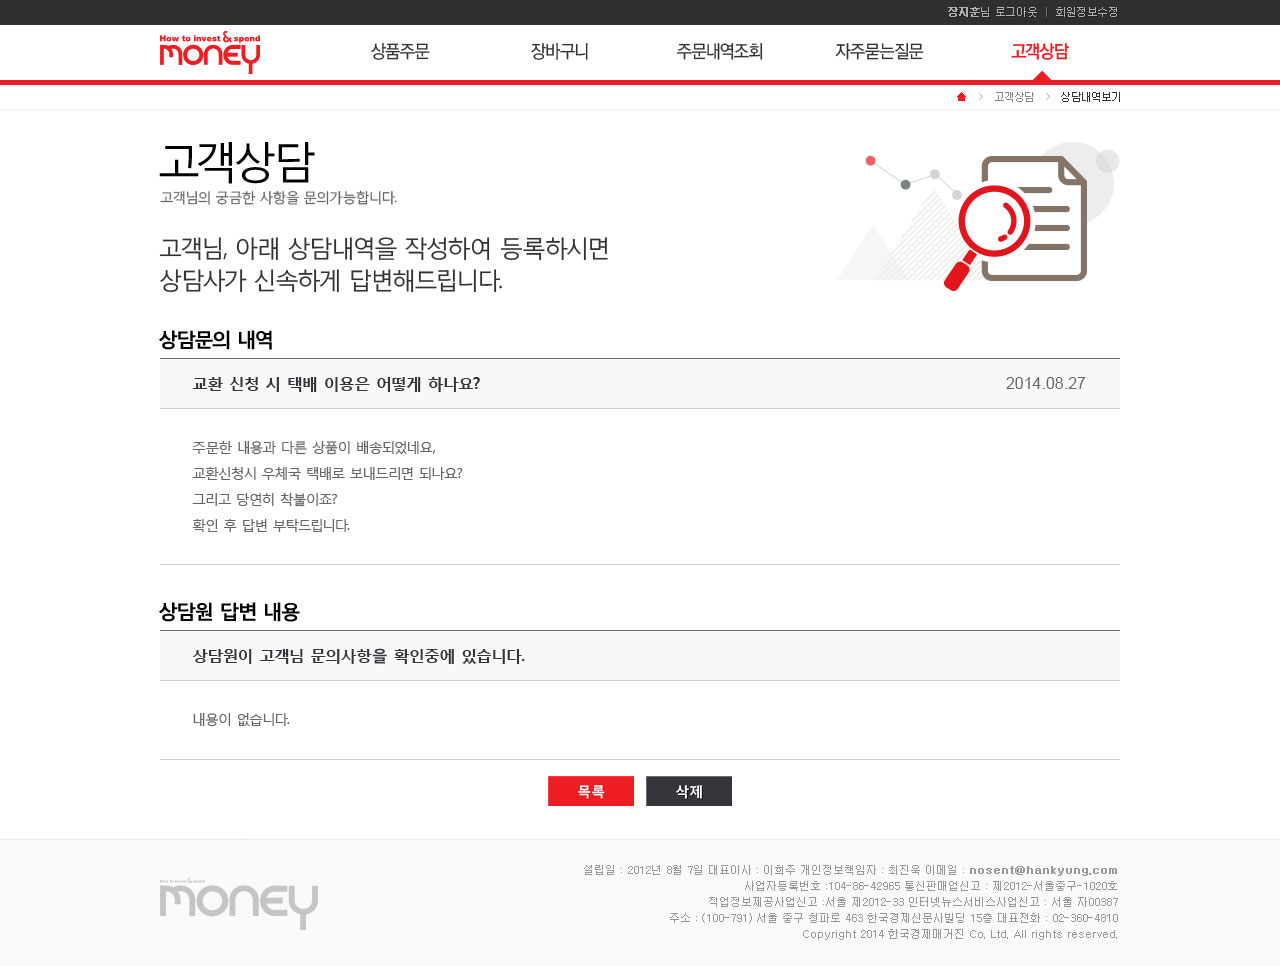 장지훈님 로그아웃 | 회원정보수정
How to invest & spend
money
상품주문 장바구니 주문내역조회 자주묻는질문 고객상담
고객상담 > 상담내역보기
고객상담
고객님의 궁금한 사항을 문의가능합니다.
고객님, 아래 상담내역을 작성하여 등록하시면
상담사가 신속하게 답변해드립니다.
상담문의 내역
교환 신청 시 택배 이용은 어떻게 하나요? 2014.08.27
주문한 내용과 다른 상품이 배송되었네요,
교환신청시 우체국 택배로 보내드리면 되나요?
그리고 당연히 착불이죠?
확인 후 답변 부탁드립니다.
상담원 답변 내용
상담원이 고객님 문의사항을 확인중에 있습니다.
내용이 없습니다.
목록 삭제
How to invest & spend
money
설립일 : 2012년 8월 7일 대표이사 : 이희주 개인정보책임자 : 최진욱 이메일 : nosent@hankyung.com
사업자등록번호 :104-86-42965 통신판매업신고 : 제2012-서울중구-1020호
직업정보제공사업신고 :서울 제2012-33 인터넷뉴스서비스사업신고 : 서울 자00387
주소 : (100-791) 서울 중구 청파로 463 한국경제신문사빌딩 15층 대표전화 : 02-360-4810
Copyright 2014 한국경제매거진 Co, Ltd, All rights reserved,